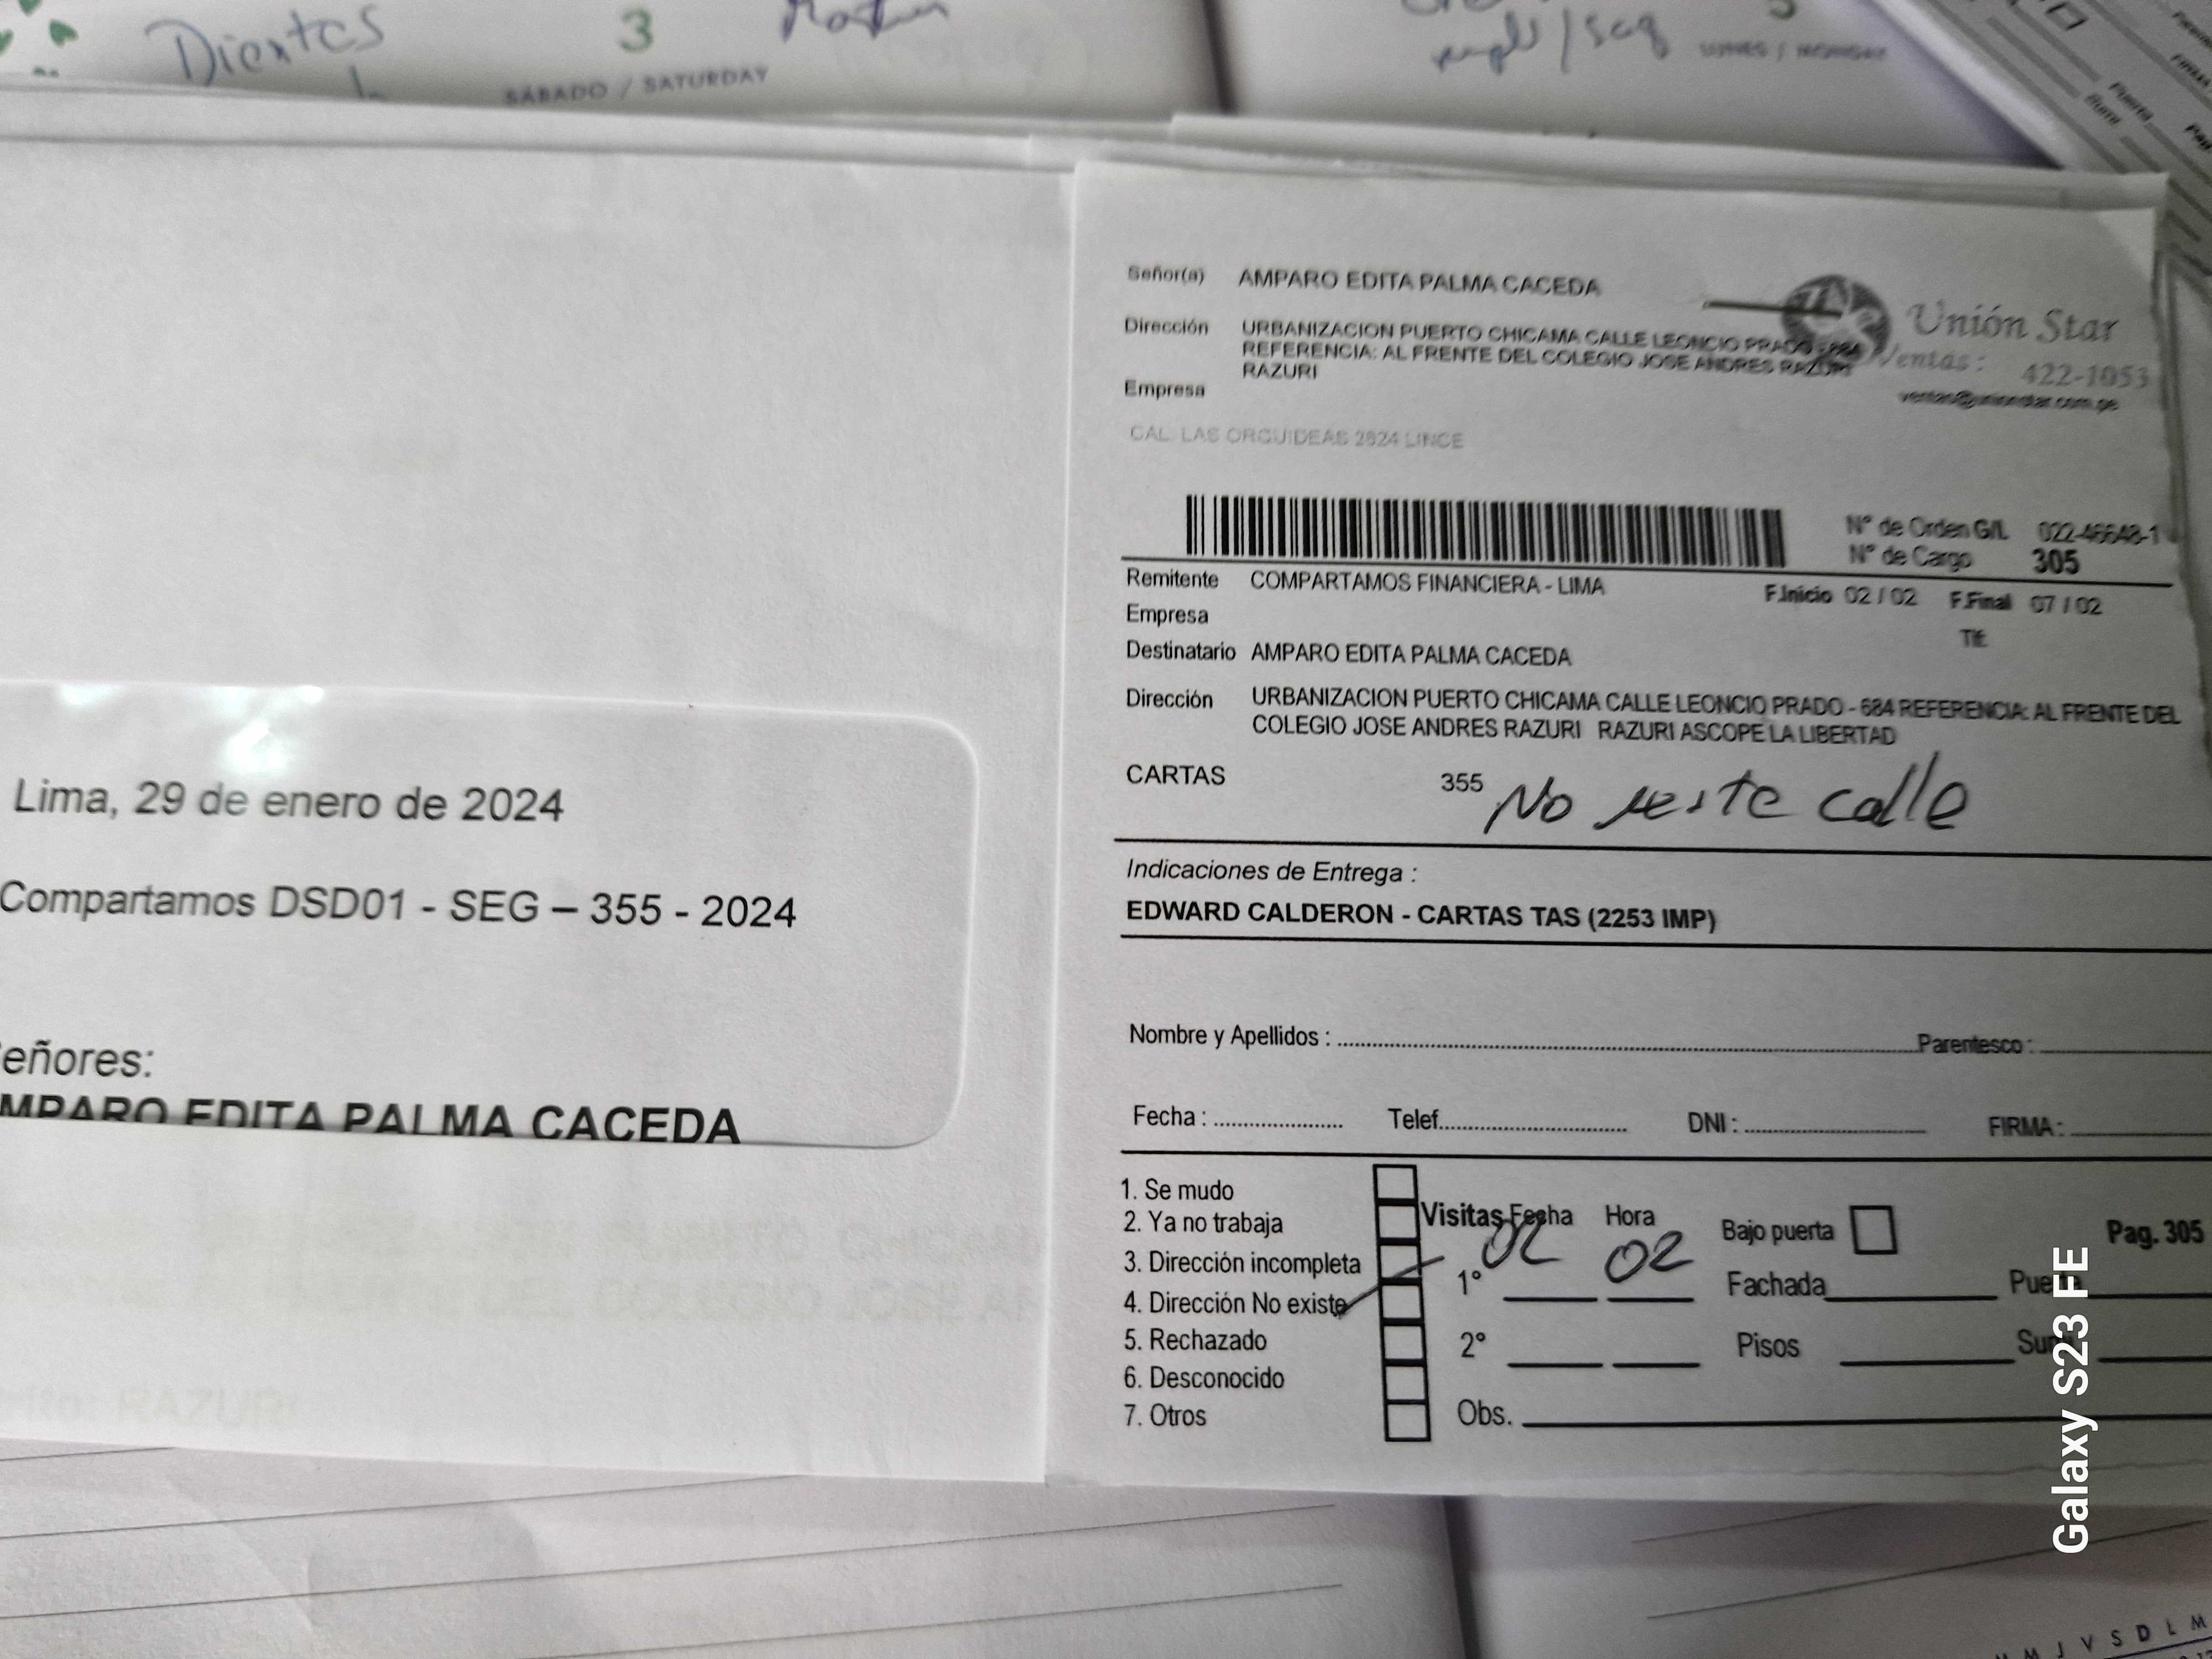 Dientes
3
SÁBADO / SATURDAY
LUNES / MONDAY
Lima, 29 de enero de 2024
Compartamos DSD01 - SEG – 355 - 2024
eñores:
MPARO EDITA PALMA CACEDA
Señor(a) AMPARO EDITA PALMA CACEDA
Unión Star
Ventas: 422-1053
ventas@unionstar.com.pe
Dirección URBANIZACION PUERTO CHICAMA CALLE LEONCIO PRADO - 684
REFERENCIA: AL FRENTE DEL COLEGIO JOSE ANDRES RAZURI
RAZURI
Empresa
CAL. LAS ORQUIDEAS 2624 LINCE
N° de Orden G/L 022-46648-1
N° de Cargo 305
Remitente COMPARTAMOS FINANCIERA - LIMA F.Inicio 02 / 02 F.Final 07 / 02
Empresa
Tlf:
Destinatario AMPARO EDITA PALMA CACEDA
Dirección URBANIZACION PUERTO CHICAMA CALLE LEONCIO PRADO - 684 REFERENCIA: AL FRENTE DEL
COLEGIO JOSE ANDRES RAZURI RAZURI ASCOPE LA LIBERTAD
CARTAS 355 No calle
Indicaciones de Entrega :
EDWARD CALDERON - CARTAS TAS (2253 IMP)
Nombre y Apellidos : Parentesco :
Fecha : Telef. DNI : FIRMA :
1. Se mudo
2. Ya no trabaja
3. Dirección incompleta
4. Dirección No existe
5. Rechazado
6. Desconocido
7. Otros
Visitas Fecha Hora
1° 02 02
2°
Obs.
Bajo puerta
Fachada
Pisos
Pag. 305
Galaxy S23 FE
M M J V S D L M